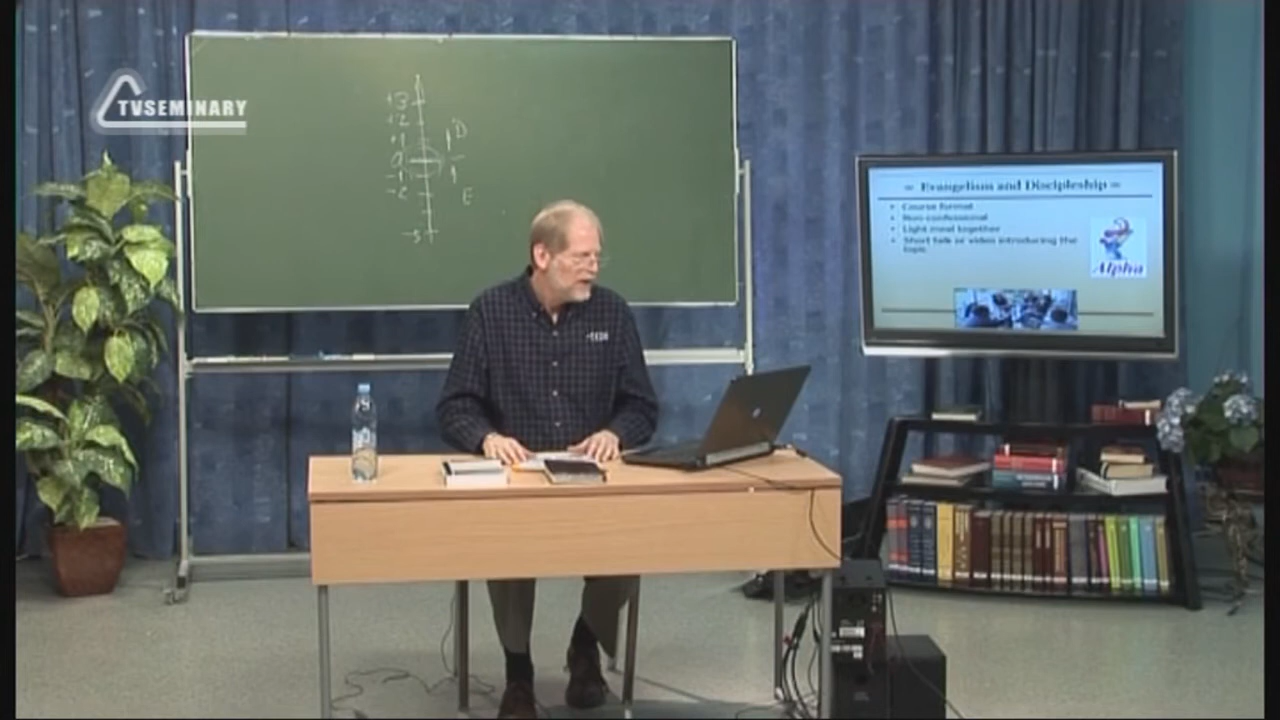 TVSEMINARY
+3
+2
+1
0
-1
-2
-5
D
E
Evangelism and Discipleship
• Course format
• Non-confessional
• Light meal together
• Short talk or video introducing the
topic
Alpha